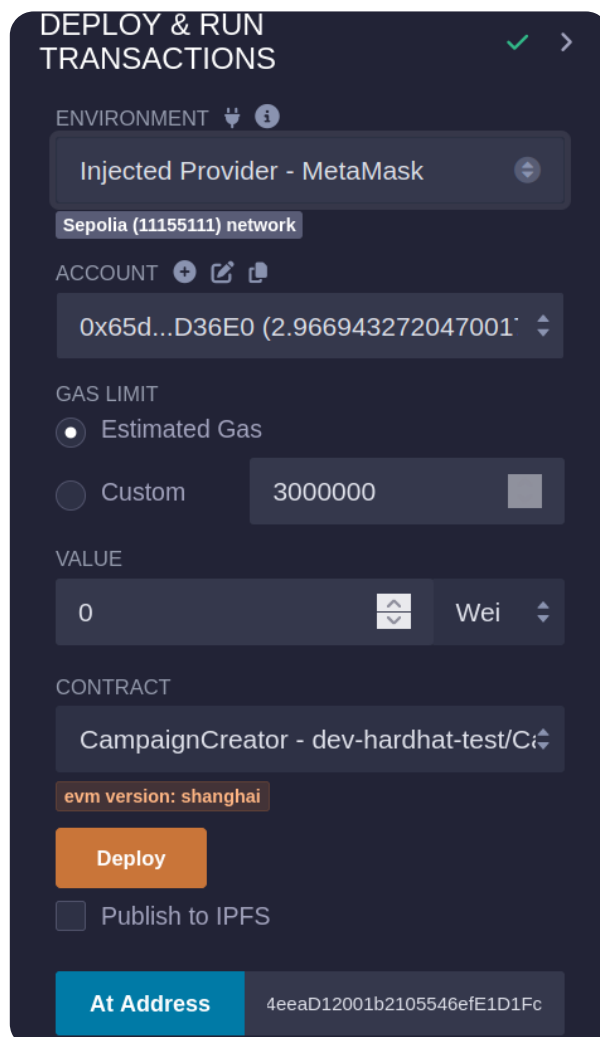 DEPLOY & RUN
TRANSACTIONS
ENVIRONMENT
Injected Provider - MetaMask
Sepolia (11155111) network
ACCOUNT
0x65d...D36E0 (2.966943272047001
GAS LIMIT
Estimated Gas
Custom 3000000
VALUE
0 Wei
CONTRACT
CampaignCreator - dev-hardhat-test/Ca
evm version: shanghai
Deploy
Publish to IPFS
At Address 4eeaD12001b2105546efE1D1Fc